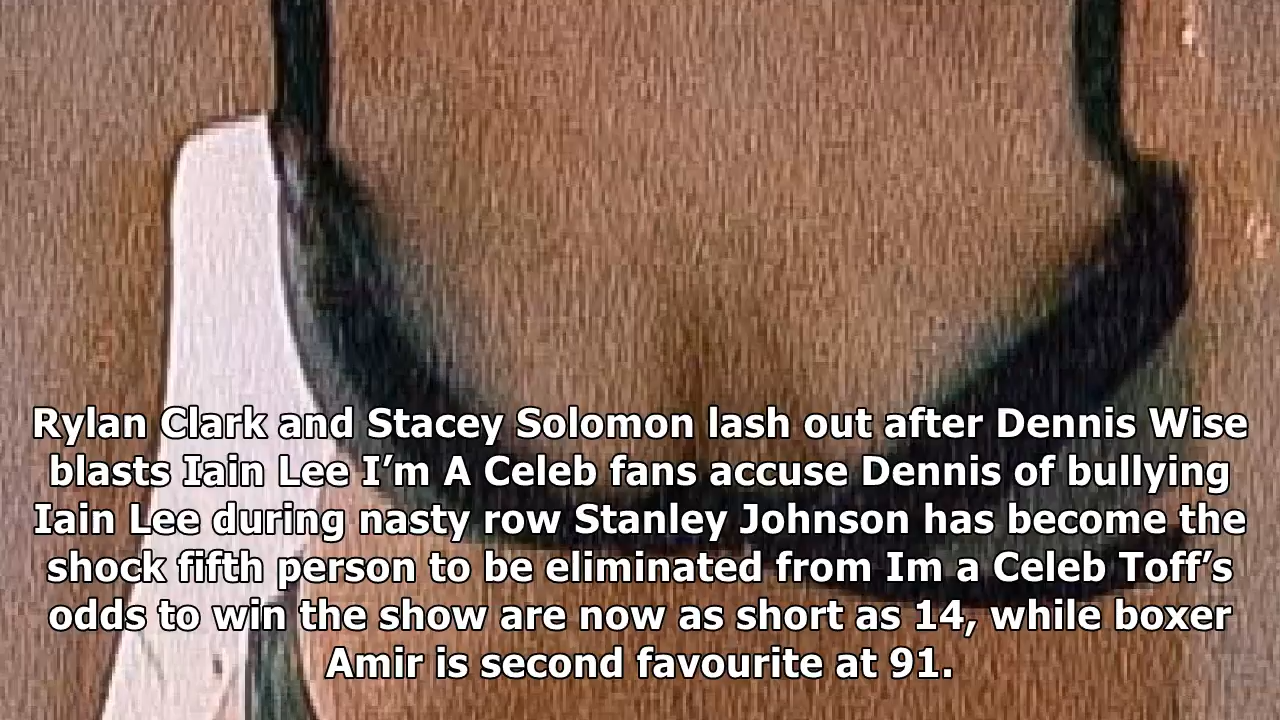 Rylan Clark and Stacey Solomon lash out after Dennis Wise
blasts Iain Lee I’m A Celeb fans accuse Dennis of bullying
Iain Lee during nasty row Stanley Johnson has become the
shock fifth person to be eliminated from Im a Celeb Toff’s
odds to win the show are now as short as 14, while boxer
Amir is second favourite at 91.